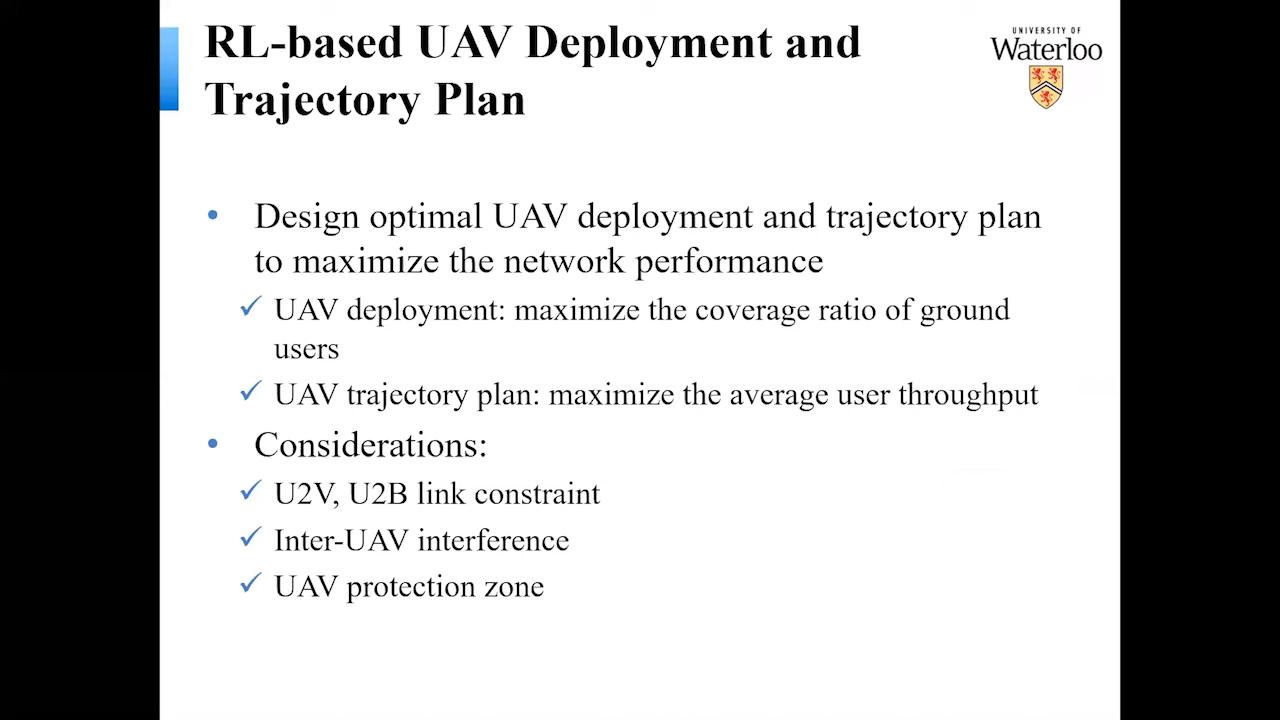 RL-based UAV Deployment and
Trajectory Plan
UNIVERSITY OF
Waterloo
• Design optimal UAV deployment and trajectory plan
to maximize the network performance
✓ UAV deployment: maximize the coverage ratio of ground
users
✓ UAV trajectory plan: maximize the average user throughput
• Considerations:
✓ U2V, U2B link constraint
✓ Inter-UAV interference
✓ UAV protection zone